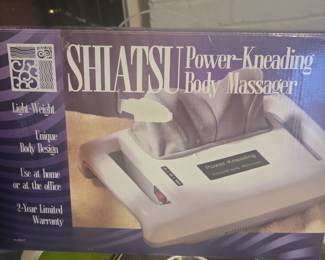 SHIATSU Power-Kneading
Body Massager
Light-Weight
Unique
Body Design
Use at home
or at the office
2-Year Limited
Warranty
Power-Kneading